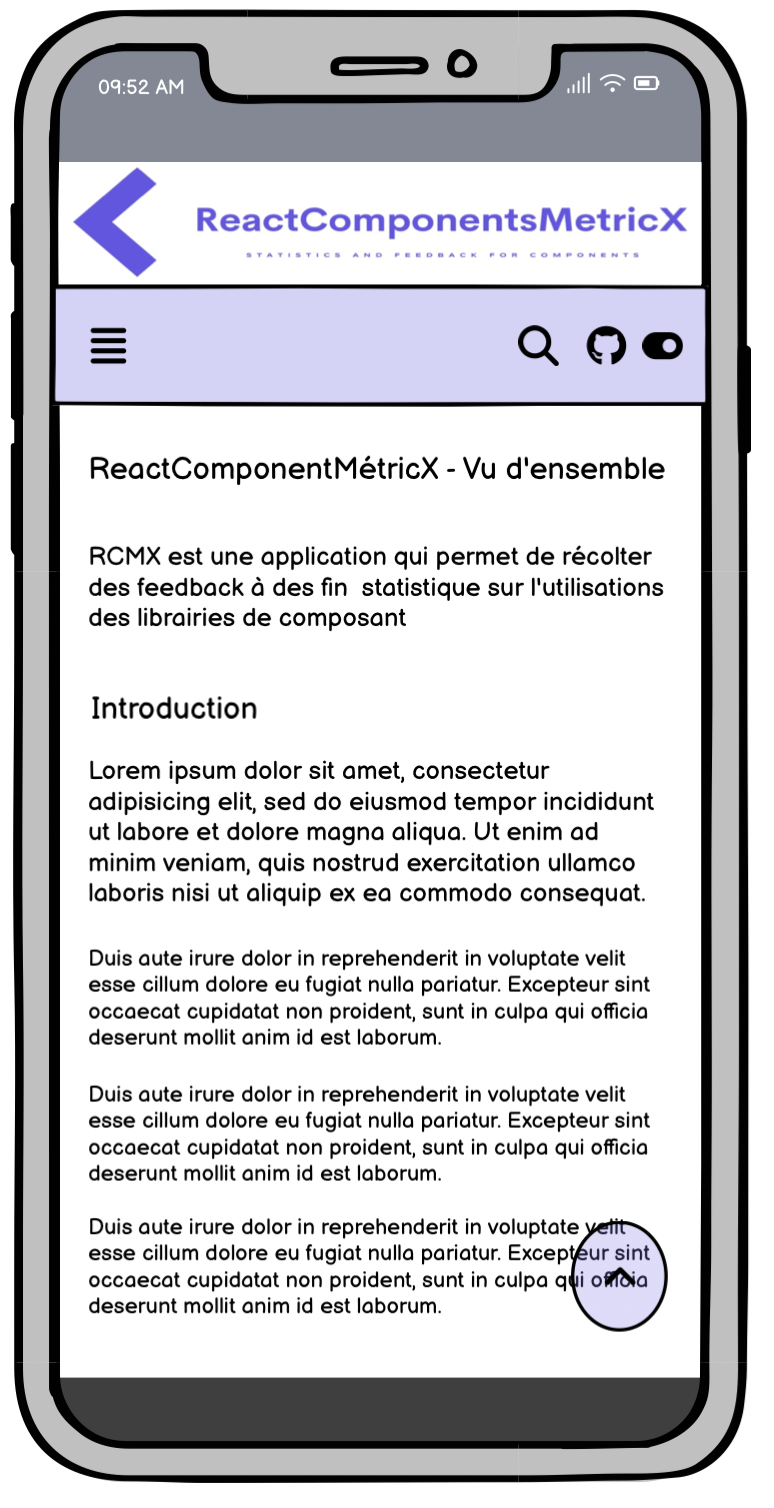 09:52 AM
ReactComponentsMetricX
STATISTICS AND FEEDBACK FOR COMPONENTS
ReactComponentMétricX - Vu d'ensemble
RCMX est une application qui permet de récolter
des feedback à des fin  statistique sur l'utilisations
des librairies de composant
Introduction
Lorem ipsum dolor sit amet, consectetur
adipisicing elit, sed do eiusmod tempor incididunt
ut labore et dolore magna aliqua. Ut enim ad
minim veniam, quis nostrud exercitation ullamco
laboris nisi ut aliquip ex ea commodo consequat.
Duis aute irure dolor in reprehenderit in voluptate velit
esse cillum dolore eu fugiat nulla pariatur. Excepteur sint
occaecat cupidatat non proident, sunt in culpa qui officia
deserunt mollit anim id est laborum.
Duis aute irure dolor in reprehenderit in voluptate velit
esse cillum dolore eu fugiat nulla pariatur. Excepteur sint
occaecat cupidatat non proident, sunt in culpa qui officia
deserunt mollit anim id est laborum.
Duis aute irure dolor in reprehenderit in voluptate velit
esse cillum dolore eu fugiat nulla pariatur. Excepteur sint
occaecat cupidatat non proident, sunt in culpa qui officia
deserunt mollit anim id est laborum.